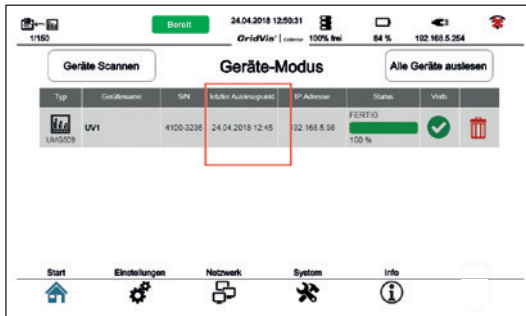 Bereit
24.04.2018 12:50:31
1/150
GridVis® Collector 100% frei
84 %
192.168.5.254
Geräte Scannen
Geräte-Modus
Alle Geräte auslesen
Typ Gerätename S/N letzter Auslesepunkt IP Adresse Status Verb.
UMG509 UV1 4100-3235 24.04.2018 12:45 192.168.5.98
FERTIG
100 %
Start Einstellungen Netzwerk System Info